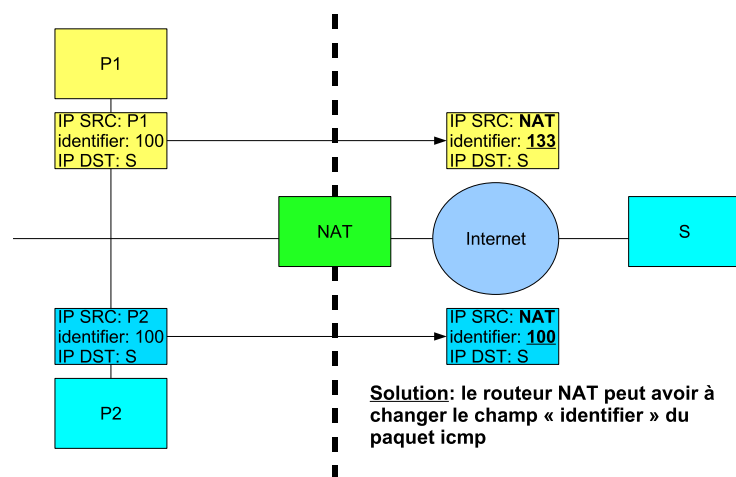 P1
IP SRC: P1
identifier: 100
IP DST: S
IP SRC: NAT
identifier: 133
IP DST: S
NAT
Internet
S
IP SRC: P2
identifier: 100
IP DST: S
IP SRC: NAT
identifier: 100
IP DST: S
P2
Solution: le routeur NAT peut avoir à
changer le champ « identifier » du
paquet icmp